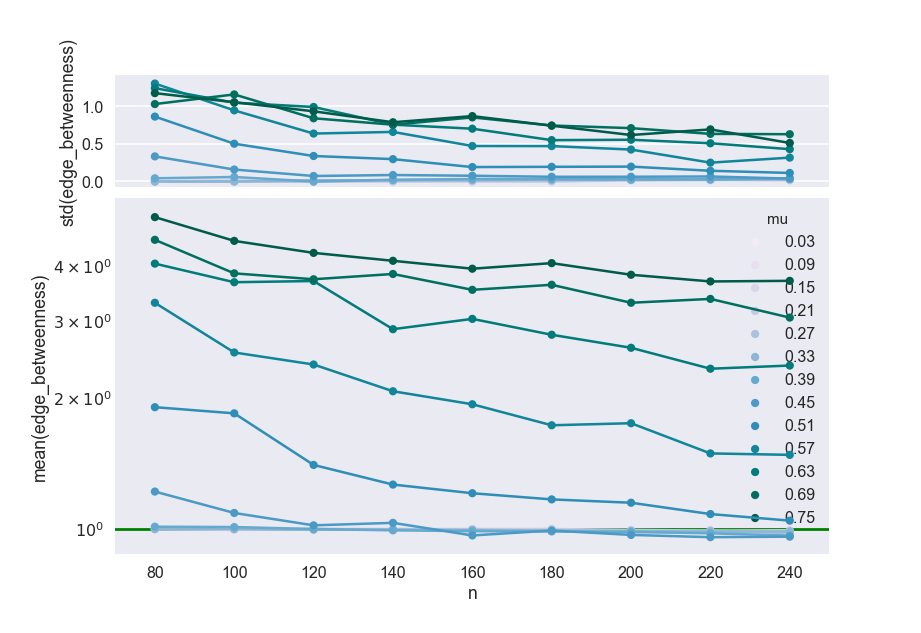 std(edge_betweenness)
1.0
0.5
0.0
mean(edge_betweenness)
4 × 10⁰
3 × 10⁰
2 × 10⁰
10⁰
mu
0.03
0.09
0.15
0.21
0.27
0.33
0.39
0.45
0.51
0.57
0.63
0.69
0.75
80 100 120 140 160 180 200 220 240
n